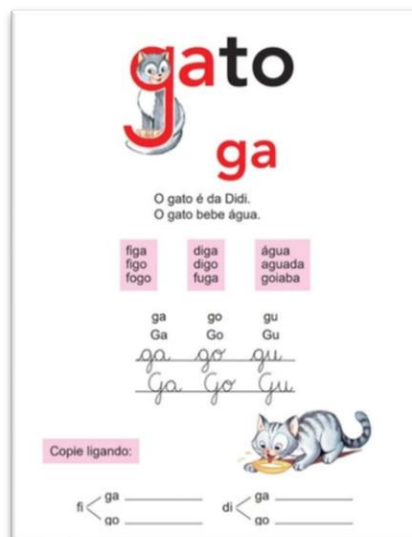 gato
ga
O gato é da Didi.
O gato bebe água.
figa diga água
figo digo aguada
fogo fuga goiaba
ga go gu
Ga Go Gu
ga go gu
Ga Go Gu
Copie ligando:
fi ga di ga
go go